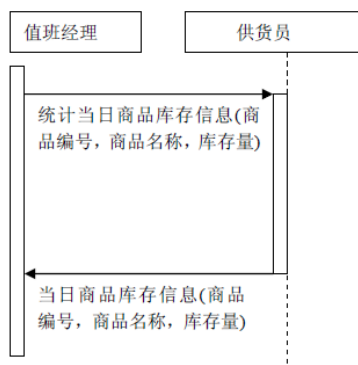 值班经理
供货员
统计当日商品库存信息(商
品编号，商品名称，库存量)
当日商品库存信息(商品
编号，商品名称，库存量)